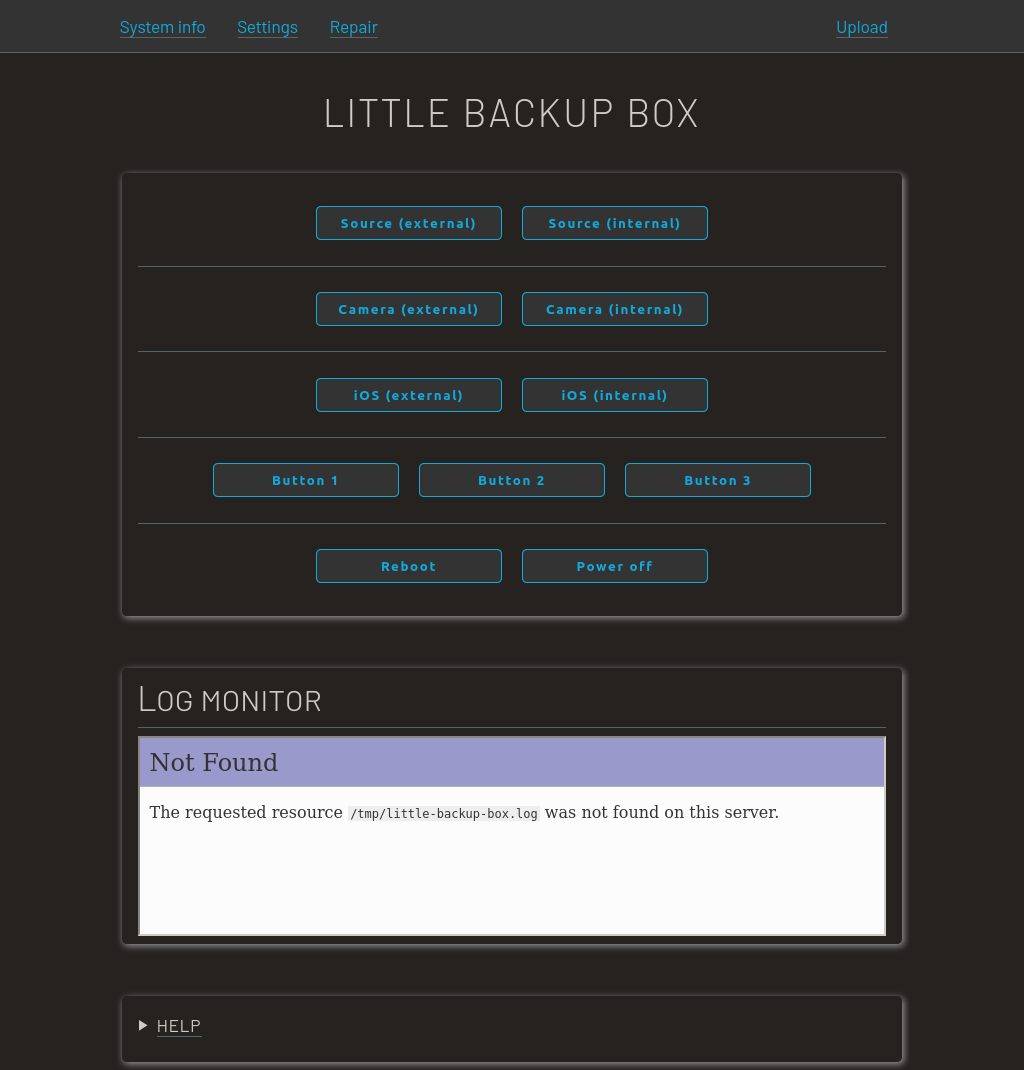 System info Settings Repair Upload
LITTLE BACKUP BOX
Source (external) Source (internal)
Camera (external) Camera (internal)
iOS (external) iOS (internal)
Button 1 Button 2 Button 3
Reboot Power off
LOG MONITOR
Not Found
The requested resource /tmp/little-backup-box.log was not found on this server.
HELP